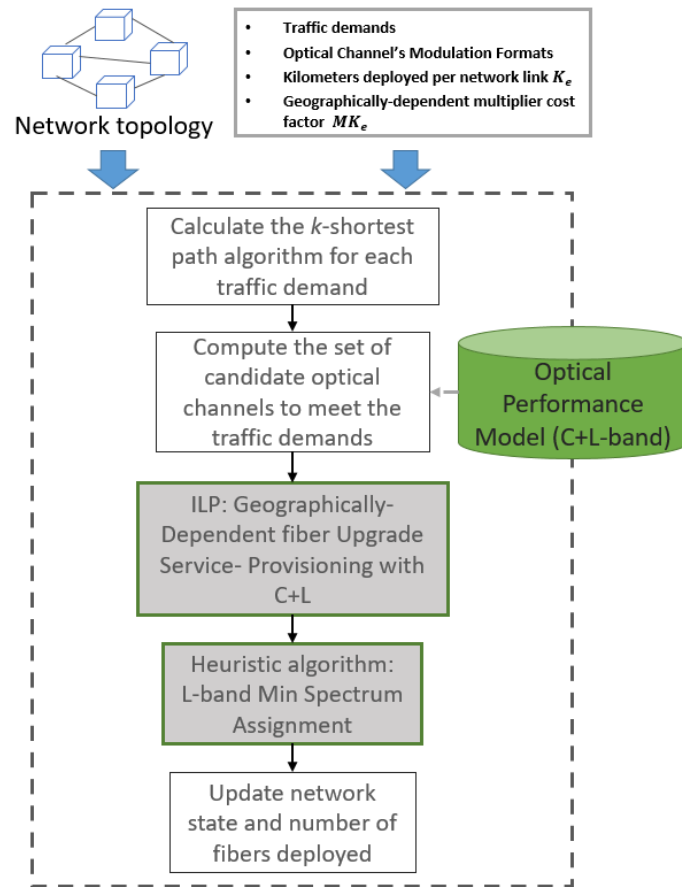 Network topology
• Traffic demands
• Optical Channel's Modulation Formats
• Kilometers deployed per network link K_e
• Geographically-dependent multiplier cost
factor MK_e
Calculate the k-shortest
path algorithm for each
traffic demand
Compute the set of
candidate optical
channels to meet the
traffic demands
Optical
Performance
Model (C+L-band)
ILP: Geographically-
Dependent fiber Upgrade
Service- Provisioning with
C+L
Heuristic algorithm:
L-band Min Spectrum
Assignment
Update network
state and number of
fibers deployed